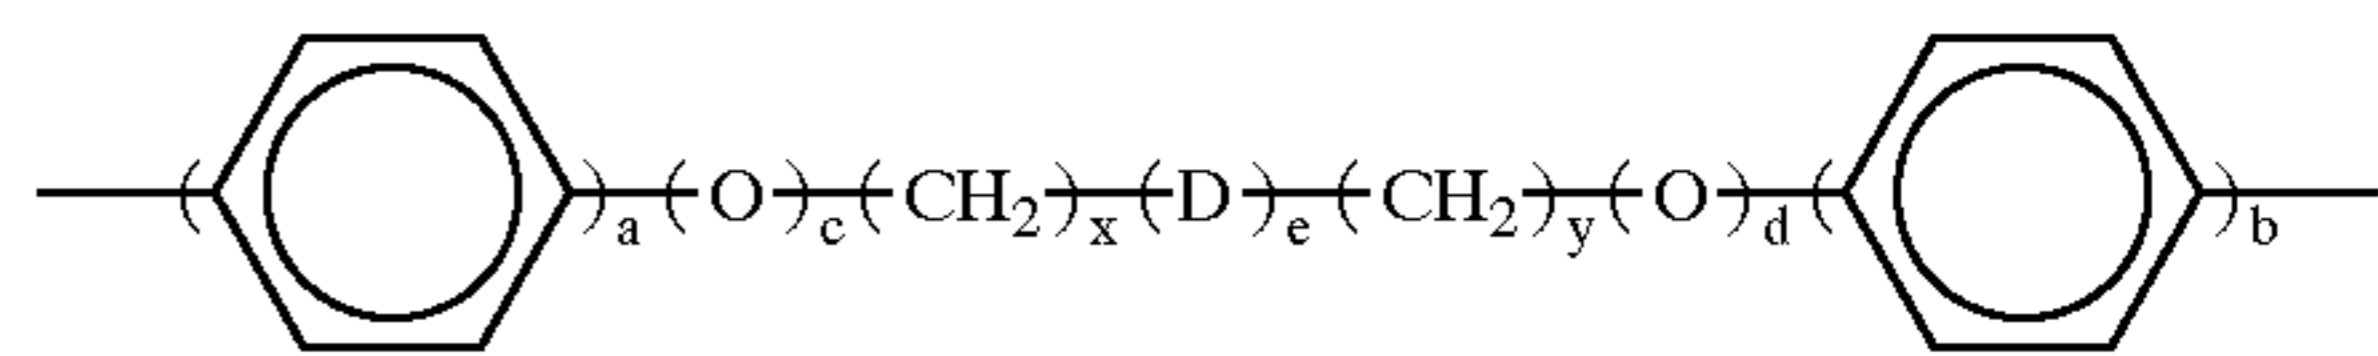 ( )a ( O )c ( CH2 )x ( D )e ( CH2 )y ( O )d ( )b